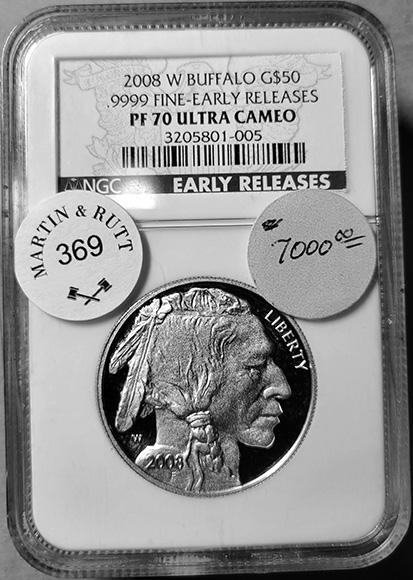 2008 W BUFFALO G$50
.9999 FINE-EARLY RELEASES
PF 70 ULTRA CAMEO
3205801-005
NGC
EARLY RELEASES
MARTIN & RUTT
369
7000 00
LIBERTY
W
2008
F